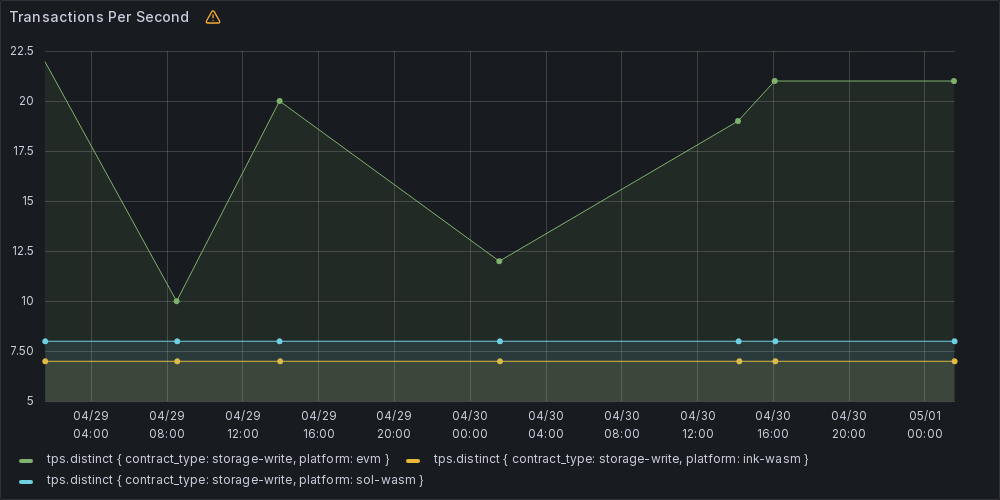 Transactions Per Second
22.5
20
17.5
15
12.5
10
7.50
5
04/29 04/29 04/29 04/29 04/29 04/30 04/30 04/30 04/30 04/30 04/30 05/01
04:00 08:00 12:00 16:00 20:00 00:00 04:00 08:00 12:00 16:00 20:00 00:00
tps.distinct { contract_type: storage-write, platform: evm } tps.distinct { contract_type: storage-write, platform: ink-wasm }
tps.distinct { contract_type: storage-write, platform: sol-wasm }